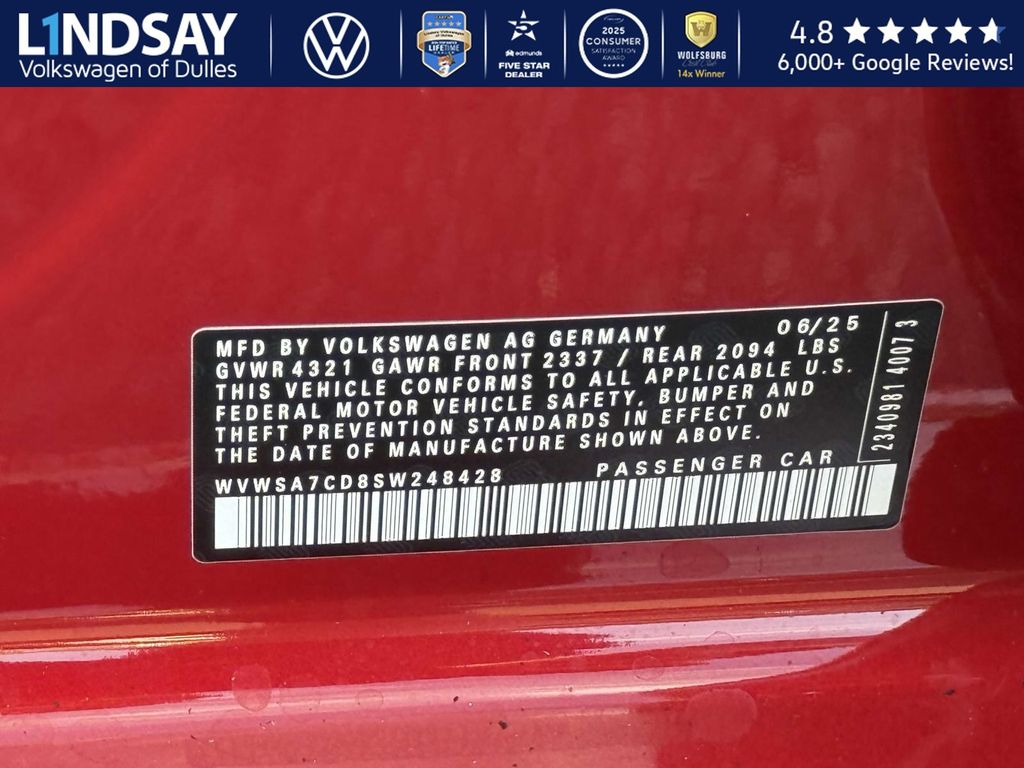 L1NDSAY
Volkswagen of Dulles
LIFETIME
edmunds
FIVE STAR
DEALER
2025
CONSUMER
SATISFACTION
AWARD
WOLFSBURG
14x Winner
4.8
6,000+ Google Reviews!
MFD BY VOLKSWAGEN AG GERMANY 06/25
GVWR 4321 GAWR FRONT 2337 / REAR 2094 LBS
THIS VEHICLE CONFORMS TO ALL APPLICABLE U.S.
FEDERAL MOTOR VEHICLE SAFETY, BUMPER AND
THEFT PREVENTION STANDARDS IN EFFECT ON
THE DATE OF MANUFACTURE SHOWN ABOVE.
WVWSA7CD8SW248428 PASSENGER CAR
2340981 4007 3